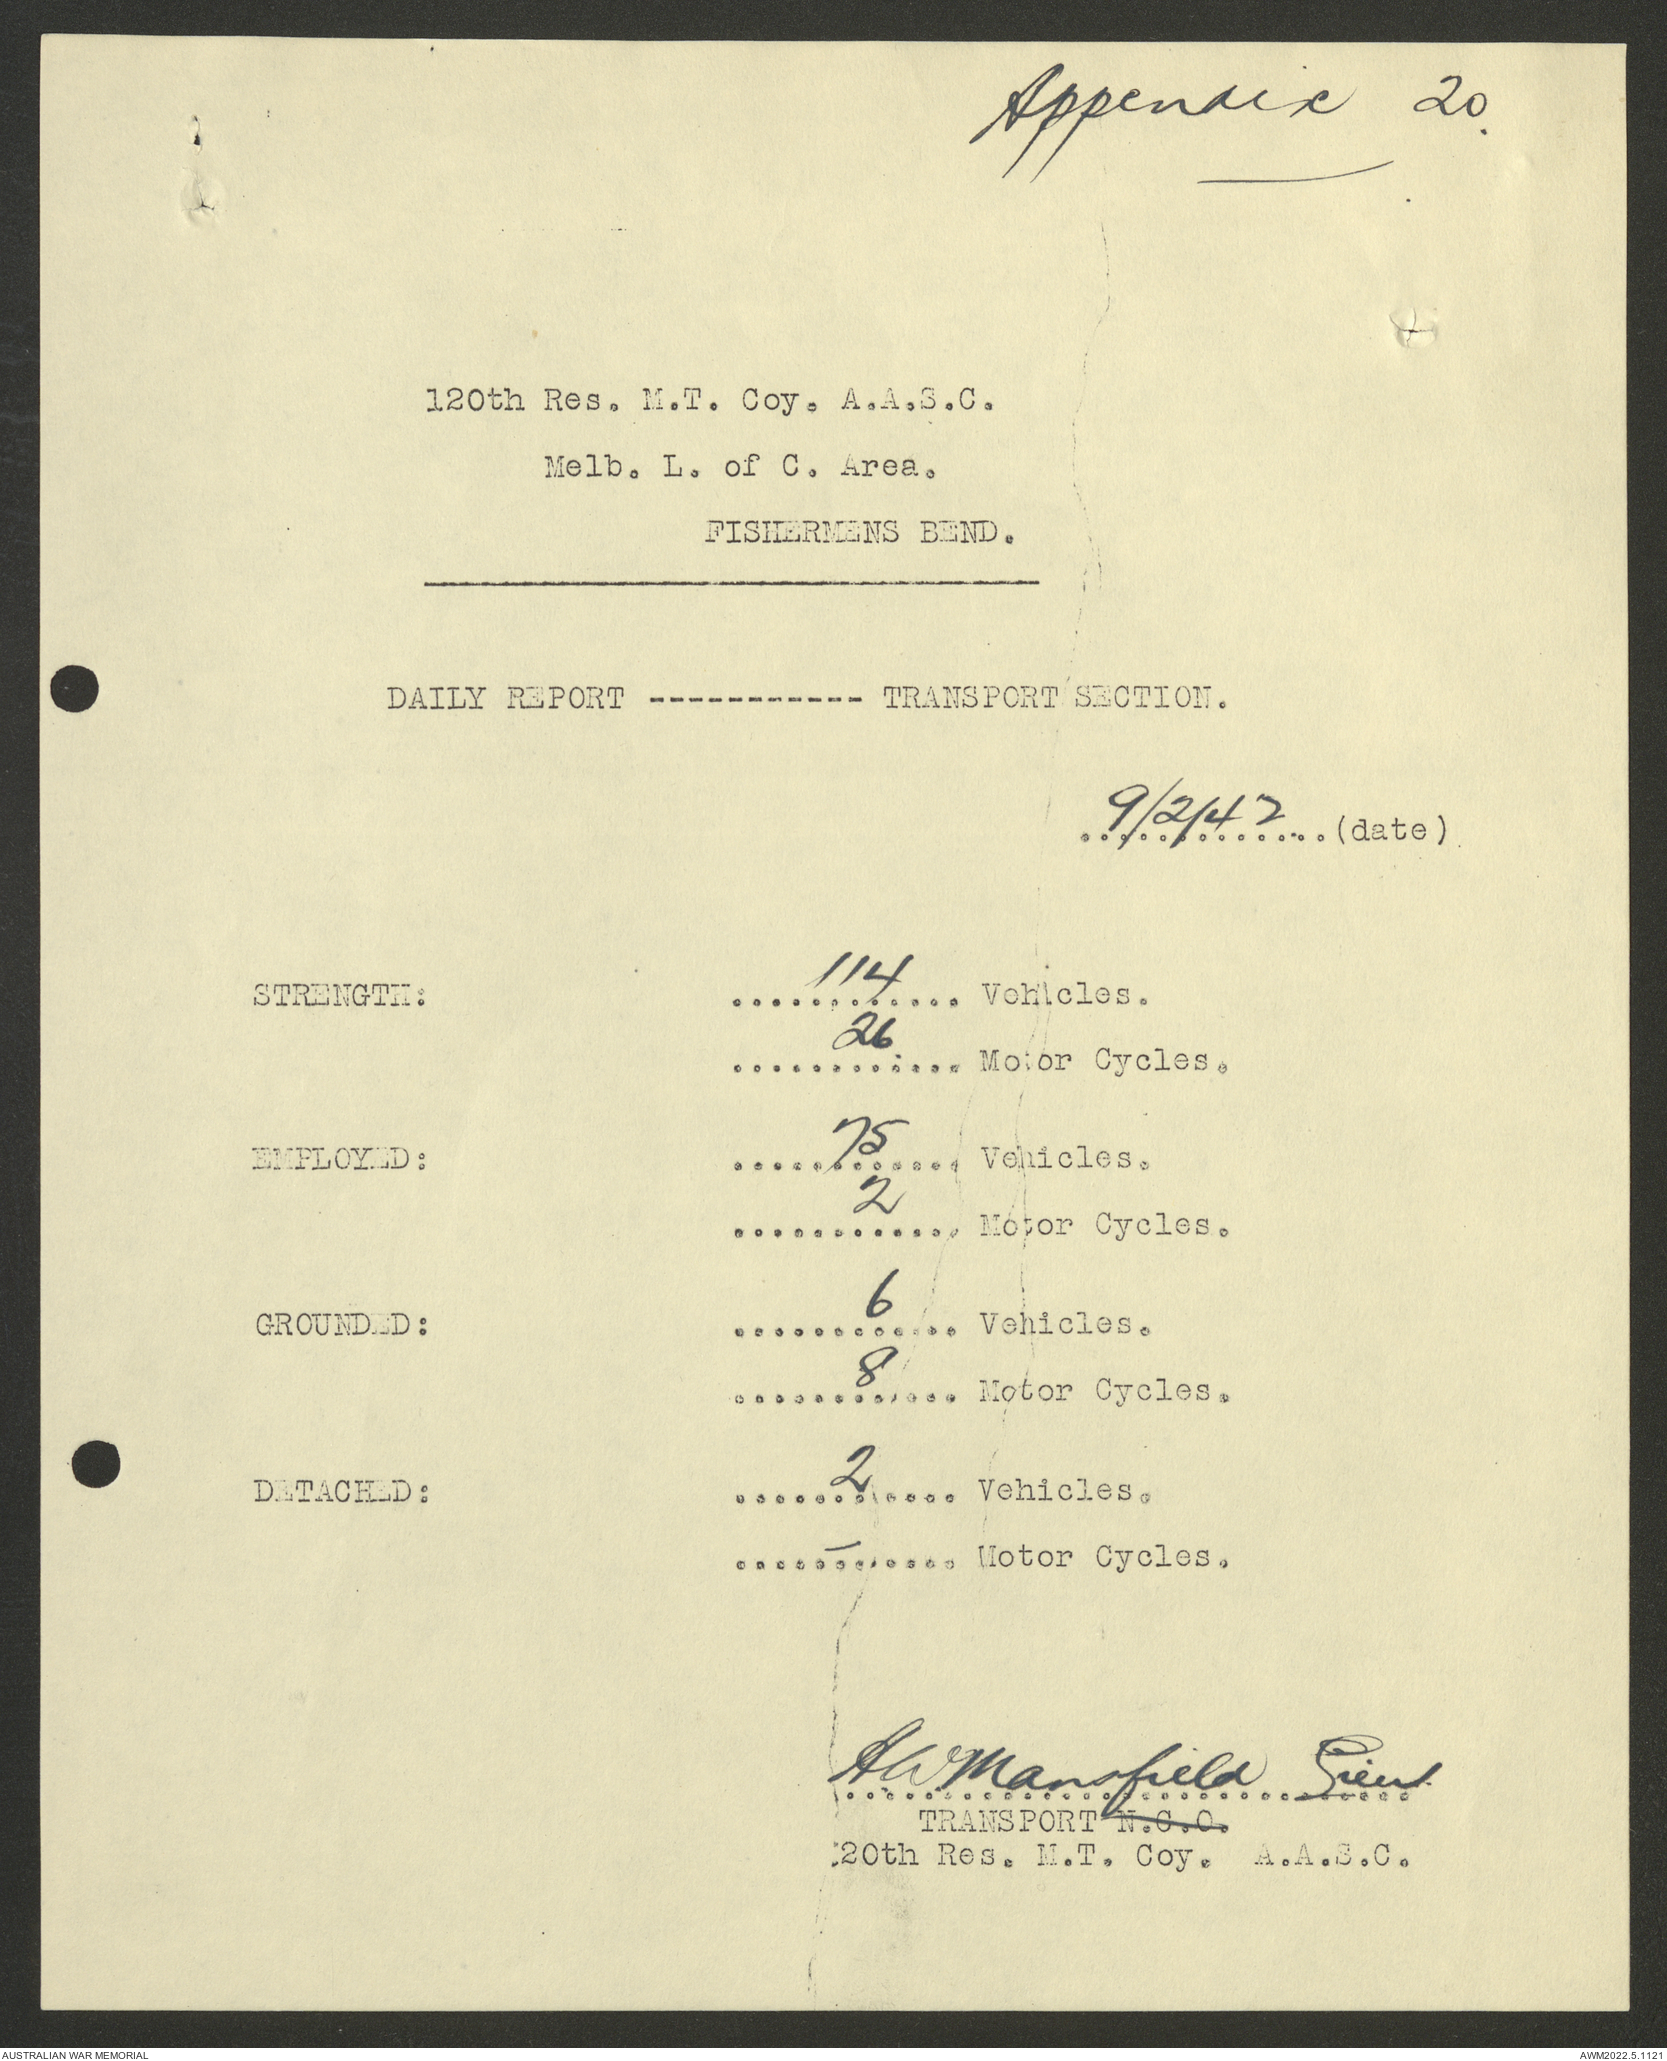 Appendix 20.
120th Res. M.T. Coy. A.A.S.C.
Melb. L. of C. Area.
FISHERMENS BEND.
DAILY REPORT ----------- TRANSPORT SECTION.
9/2/42 (date)
STRENGTH: 114 Vehicles.
26 Motor Cycles.
EMPLOYED: 75 Vehicles.
2 Motor Cycles.
GROUNDED: 6 Vehicles.
8 Motor Cycles.
DETACHED: 2 Vehicles.
– Motor Cycles.
HWMansfield Lieut
TRANSPORT N.C.O.
120th Res. M.T. Coy. A.A.S.C.
AUSTRALIAN WAR MEMORIAL
AWM2022.5.1121